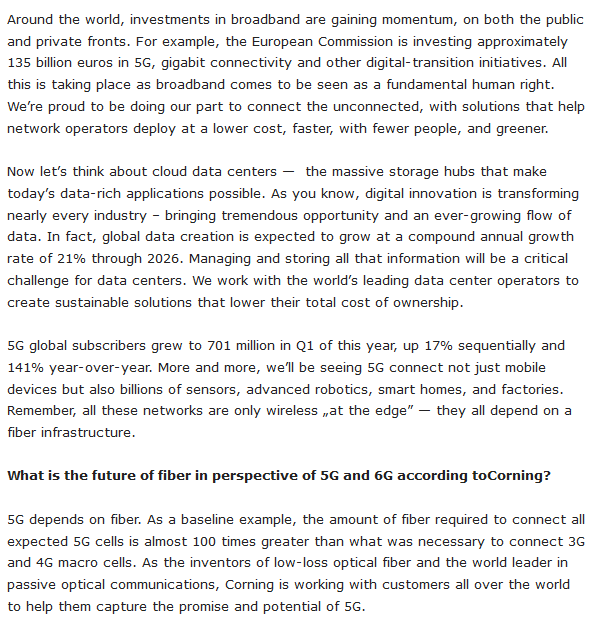 Around the world, investments in broadband are gaining momentum, on both the public
and private fronts. For example, the European Commission is investing approximately
135 billion euros in 5G, gigabit connectivity and other digital-transition initiatives. All
this is taking place as broadband comes to be seen as a fundamental human right.
We’re proud to be doing our part to connect the unconnected, with solutions that help
network operators deploy at a lower cost, faster, with fewer people, and greener.
Now let’s think about cloud data centers —  the massive storage hubs that make
today’s data-rich applications possible. As you know, digital innovation is transforming
nearly every industry – bringing tremendous opportunity and an ever-growing flow of
data. In fact, global data creation is expected to grow at a compound annual growth
rate of 21% through 2026. Managing and storing all that information will be a critical
challenge for data centers. We work with the world’s leading data center operators to
create sustainable solutions that lower their total cost of ownership.
5G global subscribers grew to 701 million in Q1 of this year, up 17% sequentially and
141% year-over-year. More and more, we’ll be seeing 5G connect not just mobile
devices but also billions of sensors, advanced robotics, smart homes, and factories.
Remember, all these networks are only wireless „at the edge” — they all depend on a
fiber infrastructure.
What is the future of fiber in perspective of 5G and 6G according toCorning?
5G depends on fiber. As a baseline example, the amount of fiber required to connect all
expected 5G cells is almost 100 times greater than what was necessary to connect 3G
and 4G macro cells. As the inventors of low-loss optical fiber and the world leader in
passive optical communications, Corning is working with customers all over the world
to help them capture the promise and potential of 5G.